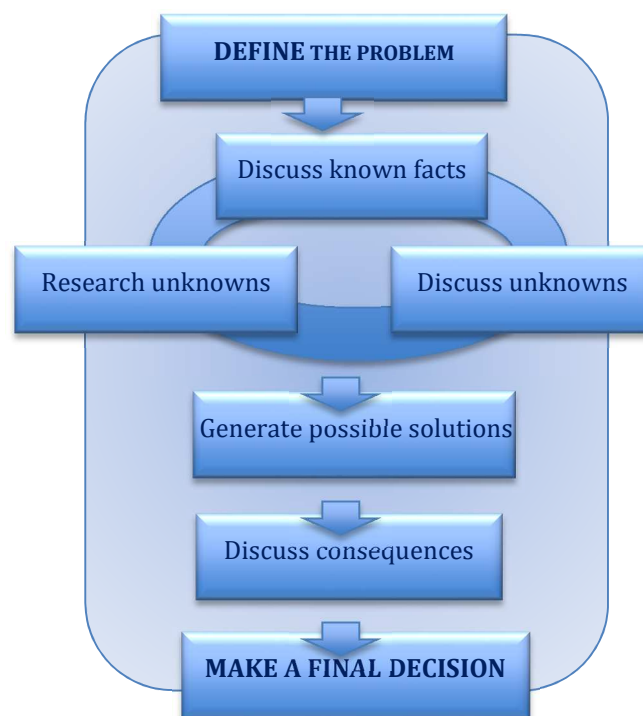 DEFINE THE PROBLEM
Discuss known facts
Research unknowns
Discuss unknowns
Generate possible solutions
Discuss consequences
MAKE A FINAL DECISION